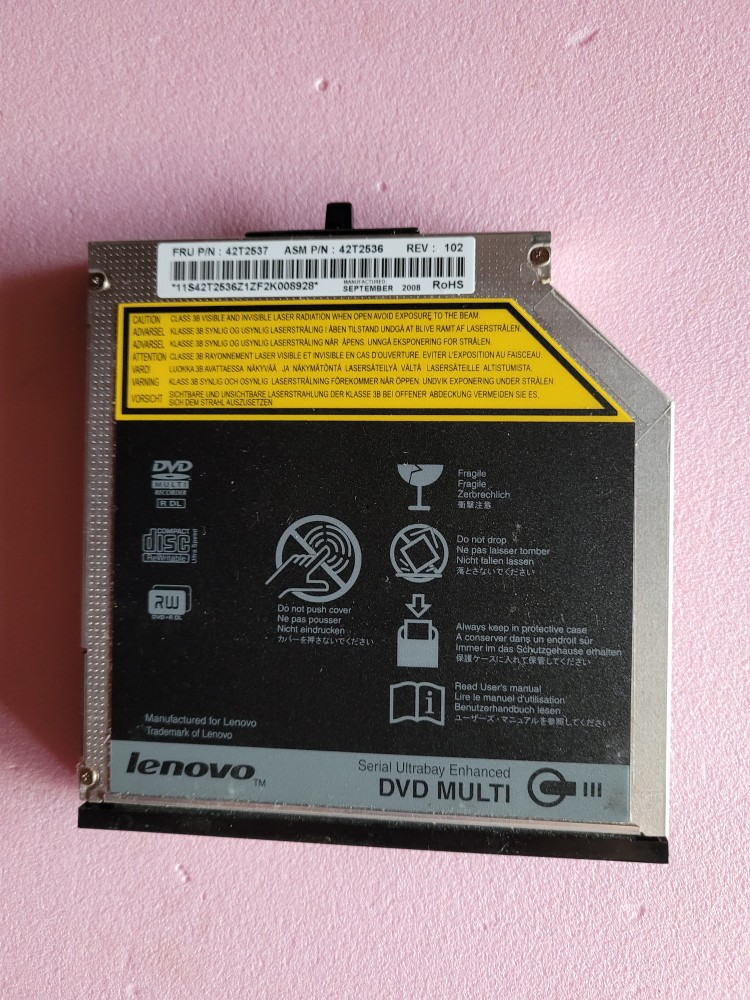 FRU P/N : 42T2537 ASM P/N : 42T2536 REV : 102
*11S42T2536Z1ZF2K008928*
MANUFACTURED
SEPTEMBER 2008 RoHS
CAUTION CLASS 3B VISIBLE AND INVISIBLE LASER RADIATION WHEN OPEN AVOID EXPOSURE TO THE BEAM.
ADVARSEL KLASSE 3B SYNLIG OG USYNLIG LASERSTRÅLING I ÅBEN TILSTAND UNDGÅ AT BLIVE RAMT AF LASERSTRÅLEN.
ADVARSEL KLASSE 3B SYNLIG OG USYNLIG LASERSTRÅLING NÅR ÅPENS. UNNGÅ EKSPONERING FOR STRÅLEN.
ATTENTION CLASSE 3B RAYONNEMENT LASER VISIBLE ET INVISIBLE EN CAS D'OUVERTURE. EVITER L'EXPOSITION AU FAISCEAU.
VARO! LUOKKA 3B AVATTAESSA NÄKYVÄÄ JA NÄKYMÄTÖNTÄ LASERSÄTEILYÄ VÄLTÄ LASERSÄTEILLE ALTISTUMISTA.
VARNING KLASS 3B SYNLIG OCH OSYNLIG LASERSTRÅLNING FÖREKOMMER NÄR ÖPPEN. UNDVIK EXPONERING UNDER STRÅLEN
VORSICHT SICHTBARE UND UNSICHTBARE LASERSTRAHLUNG DER KLASSE 3B BEI OFFENER ABDECKUNG VERMEIDEN SIE ES,
SICH DEM STRAHL AUSZUSETZEN
DVD
MULTI
RECORDER
R DL
COMPACT
disc
ReWritable
Ultra Speed
RW
DVD+R DL
Do not push cover
Ne pas pousser
Nicht eindrucken
カバーを押さないでください
Fragile
Fragile
Zerbrechlich
衝撃注意
Do not drop
Ne pas laisser tomber
Nicht fallen lassen
落とさないでください
Always keep in protective case
A conserver dans un endroit sûr
Immer im das Schutzgehause erhalten
保護ケースに入れて保管してください
Read User's manual
Lire le manuel d'utilisation
Benutzerhandbuch lesen
ユーザーズ・マニュアルを参照してください
Manufactured for Lenovo
Trademark of Lenovo
lenovo TM
Serial Ultrabay Enhanced
DVD MULTI